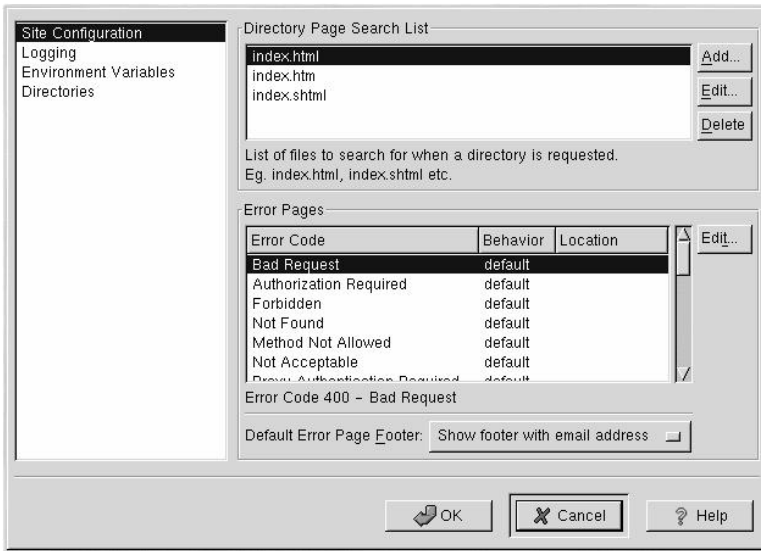 Site Configuration
Logging
Environment Variables
Directories
Directory Page Search List
index.html
index.htm
index.shtml
Add...
Edit...
Delete
List of files to search for when a directory is requested.
Eg. index.html, index.shtml etc.
Error Pages
Error Code Behavior Location
Bad Request default
Authorization Required default
Forbidden default
Not Found default
Method Not Allowed default
Not Acceptable default
Proxy Authentication Required default
Edit...
Error Code 400 – Bad Request
Default Error Page Footer: Show footer with email address
OK Cancel Help